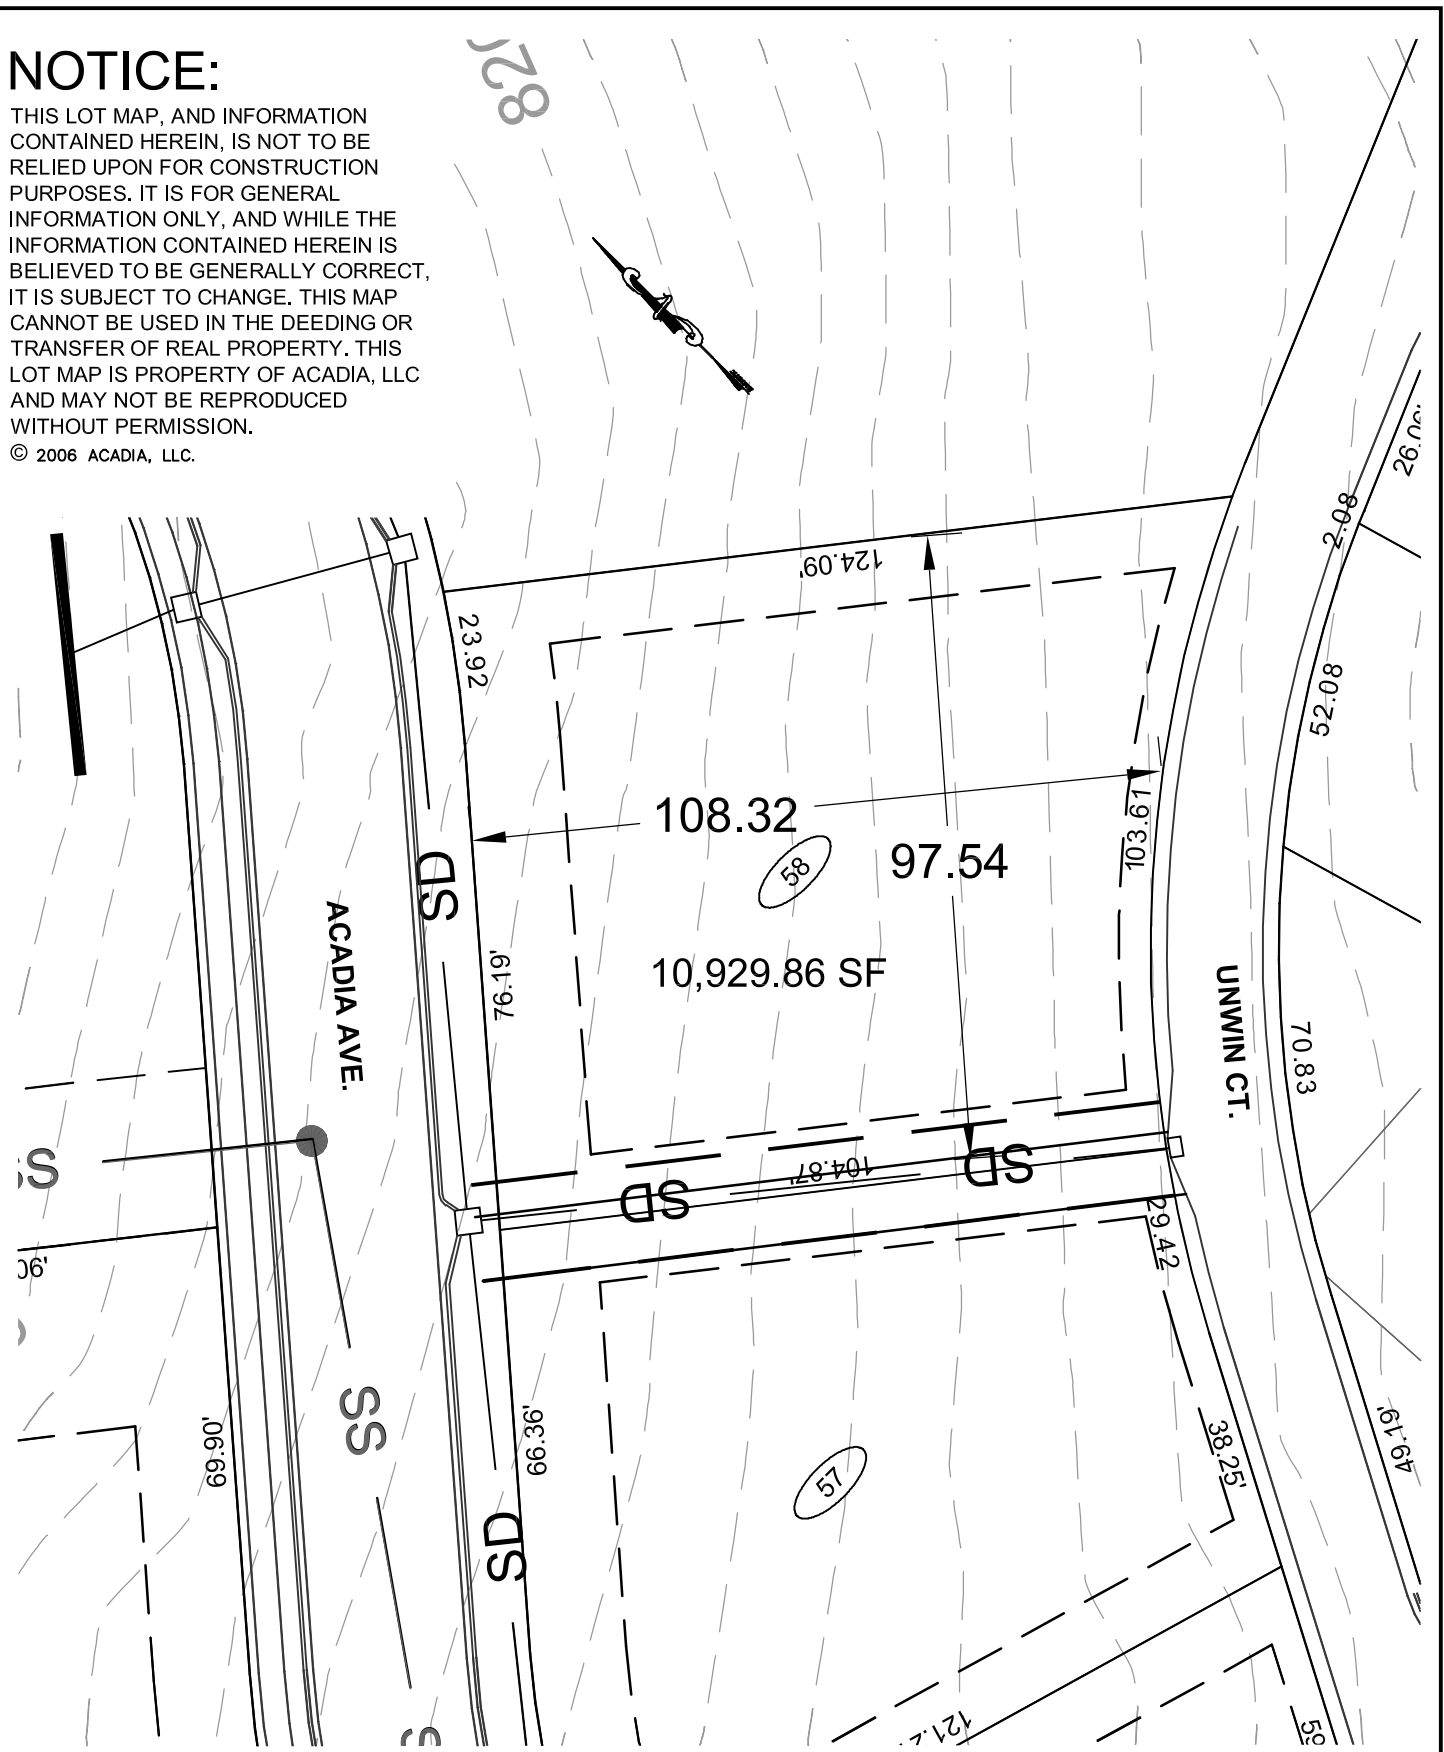 NOTICE:
THIS LOT MAP, AND INFORMATION
CONTAINED HEREIN, IS NOT TO BE
RELIED UPON FOR CONSTRUCTION
PURPOSES. IT IS FOR GENERAL
INFORMATION ONLY, AND WHILE THE
INFORMATION CONTAINED HEREIN IS
BELIEVED TO BE GENERALLY CORRECT,
IT IS SUBJECT TO CHANGE. THIS MAP
CANNOT BE USED IN THE DEEDING OR
TRANSFER OF REAL PROPERTY. THIS
LOT MAP IS PROPERTY OF ACADIA, LLC
AND MAY NOT BE REPRODUCED
WITHOUT PERMISSION.
© 2006 ACADIA, LLC.
26.06'
2.08
124.09'
23.92
52.08
108.32
103.61
58
97.54
SD
ACADIA AVE.
76.19'
10,929.86 SF
UNWIN CT.
70.83
SS
104.87'
SD
SD
29.42
06'
SS
69.90'
66.36'
57
38.25'
49.19'
SD